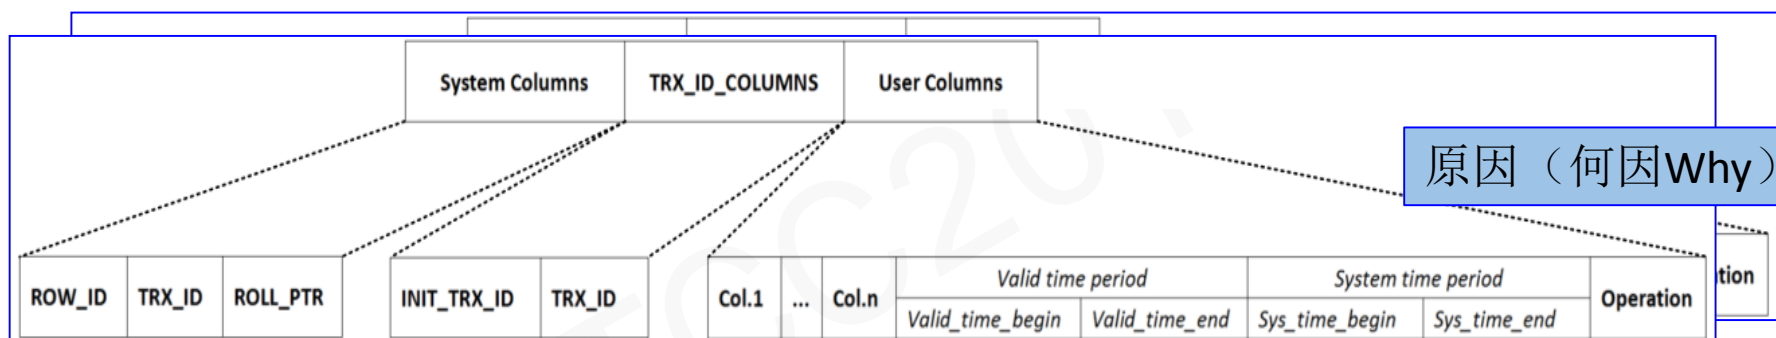 System Columns TRX_ID_COLUMNS User Columns
原因（何因Why）
ROW_ID TRX_ID ROLL_PTR INIT_TRX_ID TRX_ID Col.1 ... Col.n Valid time period System time period Operation
Valid_time_begin Valid_time_end Sys_time_begin Sys_time_end